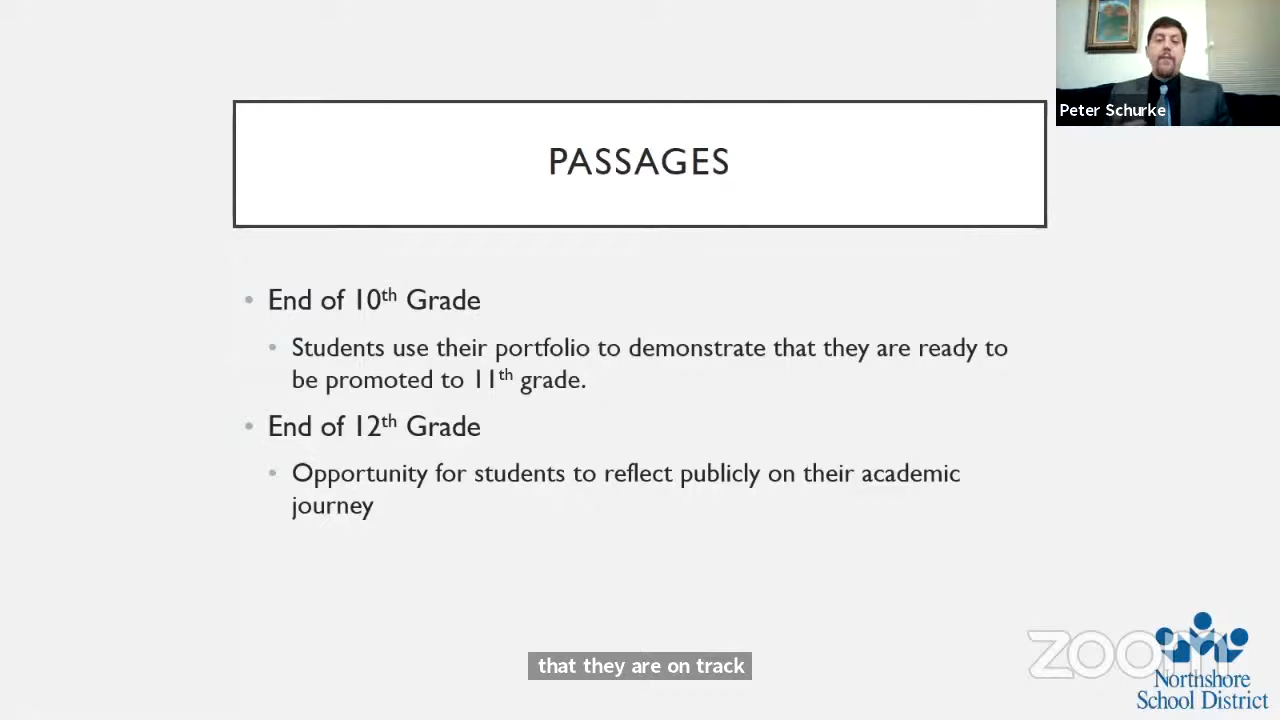 Peter Schurke
PASSAGES
• End of 10th Grade
• Students use their portfolio to demonstrate that they are ready to
be promoted to 11th grade.
• End of 12th Grade
• Opportunity for students to reflect publicly on their academic
journey
that they are on track
zoom
Northshore
School District